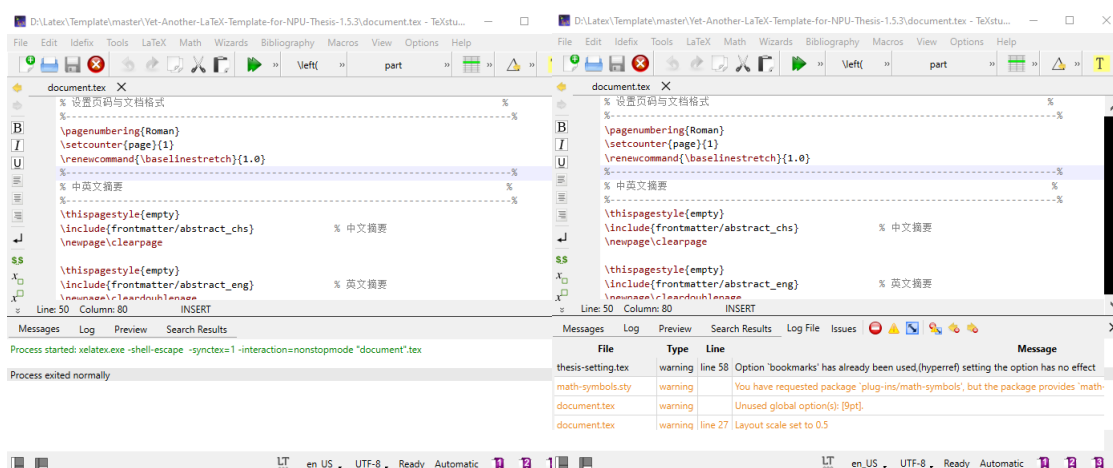 D:\Latex\Template\master\Yet-Another-LaTeX-Template-for-NPU-Thesis-1.5.3\document.tex - TeXstu...
File Edit Idefix Tools LaTeX Math Wizards Bibliography Macros View Options Help
\left( part
document.tex
% 设置页码与文档格式 %
%--------------------------------------------------------------------------%
\pagenumbering{Roman}
\setcounter{page}{1}
\renewcommand{\baselinestretch}{1.0}
%--------------------------------------------------------------------------%
% 中英文摘要 %
%--------------------------------------------------------------------------%
\thispagestyle{empty}
\include{frontmatter/abstract_chs} % 中文摘要
\newpage\clearpage
\thispagestyle{empty}
\include{frontmatter/abstract_eng} % 英文摘要
\newpage\cleardoublepage
Line: 50 Column: 80 INSERT
Messages Log Preview Search Results
Process started: xelatex.exe -shell-escape -synctex=1 -interaction=nonstopmode "document".tex
Process exited normally
LT en_US UTF-8 Ready Automatic 1 2 1
D:\Latex\Template\master\Yet-Another-LaTeX-Template-for-NPU-Thesis-1.5.3\document.tex - TeXstu...
File Edit Idefix Tools LaTeX Math Wizards Bibliography Macros View Options Help
\left( part T
document.tex
% 设置页码与文档格式 %
%--------------------------------------------------------------------------%
\pagenumbering{Roman}
\setcounter{page}{1}
\renewcommand{\baselinestretch}{1.0}
%--------------------------------------------------------------------------%
% 中英文摘要 %
%--------------------------------------------------------------------------%
\thispagestyle{empty}
\include{frontmatter/abstract_chs} % 中文摘要
\newpage\clearpage
\thispagestyle{empty}
\include{frontmatter/abstract_eng} % 英文摘要
\newpage\cleardoublepage
Line: 50 Column: 80 INSERT
Messages Log Preview Search Results Log File Issues
File Type Line Message
thesis-setting.tex warning line 58 Option `bookmarks' has already been used,(hyperref) setting the option has no effect
math-symbols.sty warning You have requested package `plug-ins/math-symbols', but the package provides `math-
document.tex warning Unused global option(s): [9pt].
document.tex warning line 27 Layout scale set to 0.5
LT en_US UTF-8 Ready Automatic 1 2 3